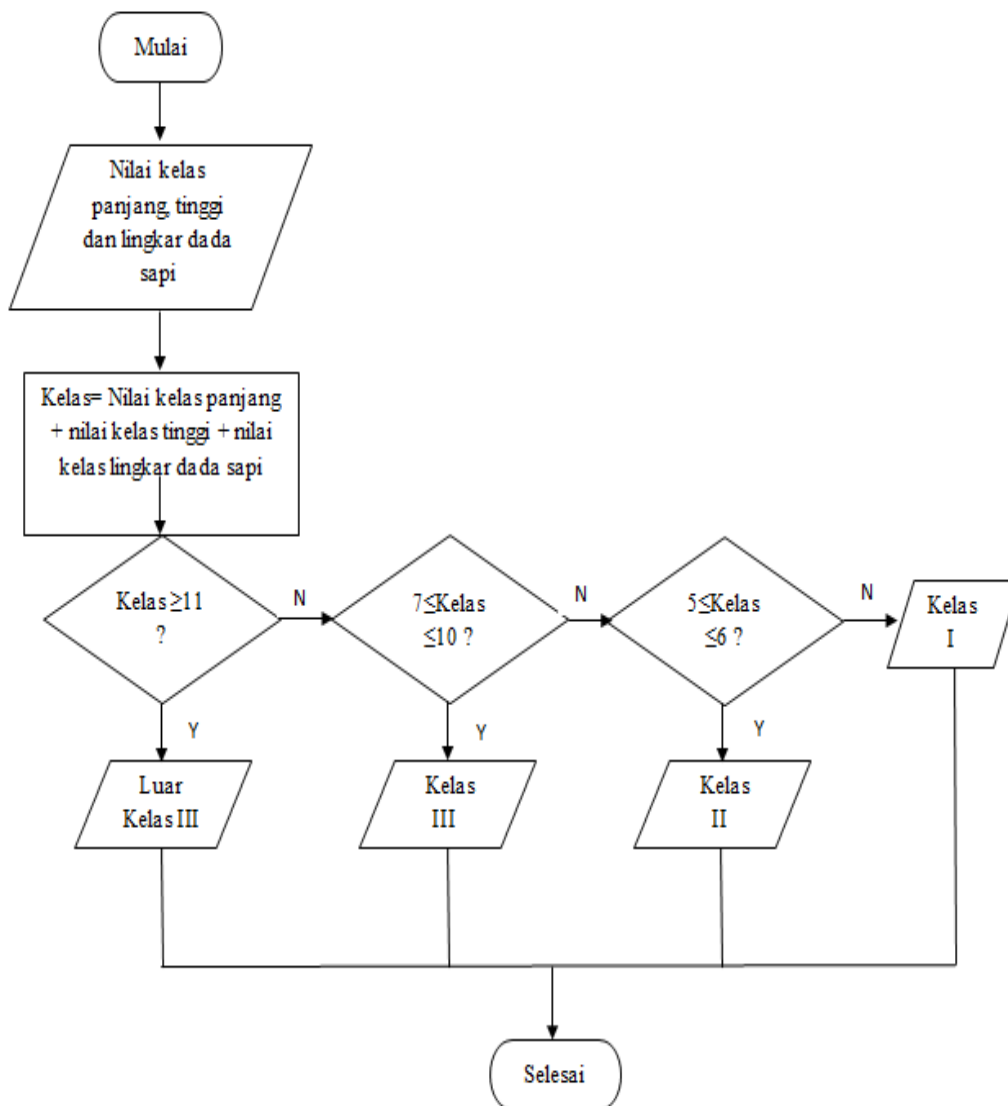 Mulai
Nilai kelas
panjang, tinggi
dan lingkar dada
sapi
Kelas= Nilai kelas panjang
+ nilai kelas tinggi + nilai
kelas lingkar dada sapi
Kelas ≥11
?
N
7≤Kelas
≤10 ?
N
5≤Kelas
≤6 ?
N
Kelas
I
Y
Y
Y
Luar
Kelas III
Kelas
III
Kelas
II
Selesai